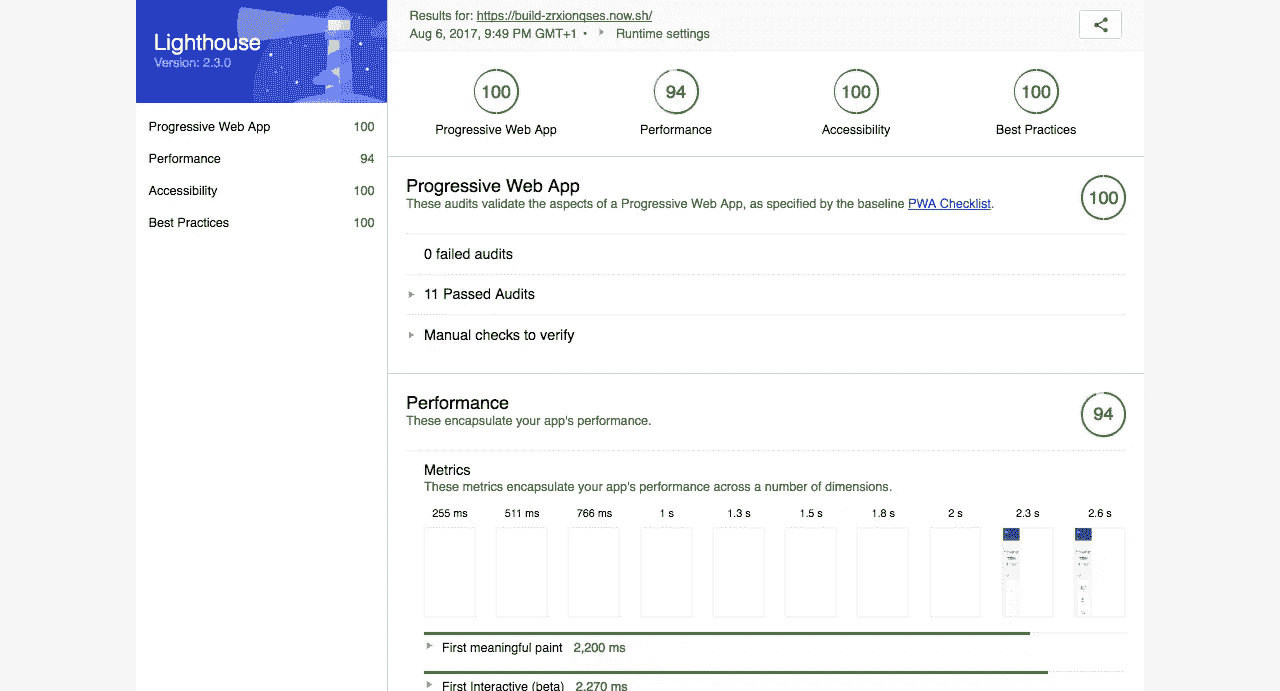 Lighthouse
Version: 2.3.0
Progressive Web App 100
Performance 94
Accessibility 100
Best Practices 100
Results for: https://build-zrxionqses.now.sh/
Aug 6, 2017, 9:49 PM GMT+1 • Runtime settings
100 94 100 100
Progressive Web App Performance Accessibility Best Practices
Progressive Web App
These audits validate the aspects of a Progressive Web App, as specified by the baseline PWA Checklist.
100
0 failed audits
11 Passed Audits
Manual checks to verify
Performance
These encapsulate your app's performance.
94
Metrics
These metrics encapsulate your app's performance across a number of dimensions.
255 ms 511 ms 766 ms 1 s 1.3 s 1.5 s 1.8 s 2 s 2.3 s 2.6 s
First meaningful paint 2,200 ms
First Interactive (beta) 2,270 ms